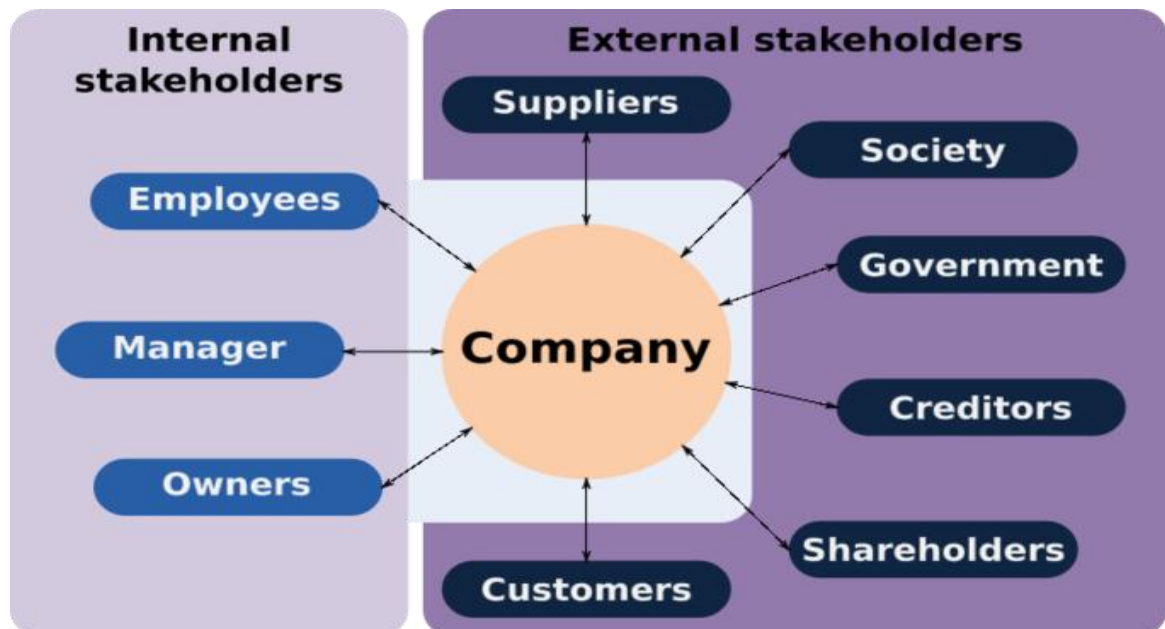 Internal
stakeholders
Employees
Manager
Owners
External stakeholders
Suppliers
Society
Government
Company
Creditors
Shareholders
Customers